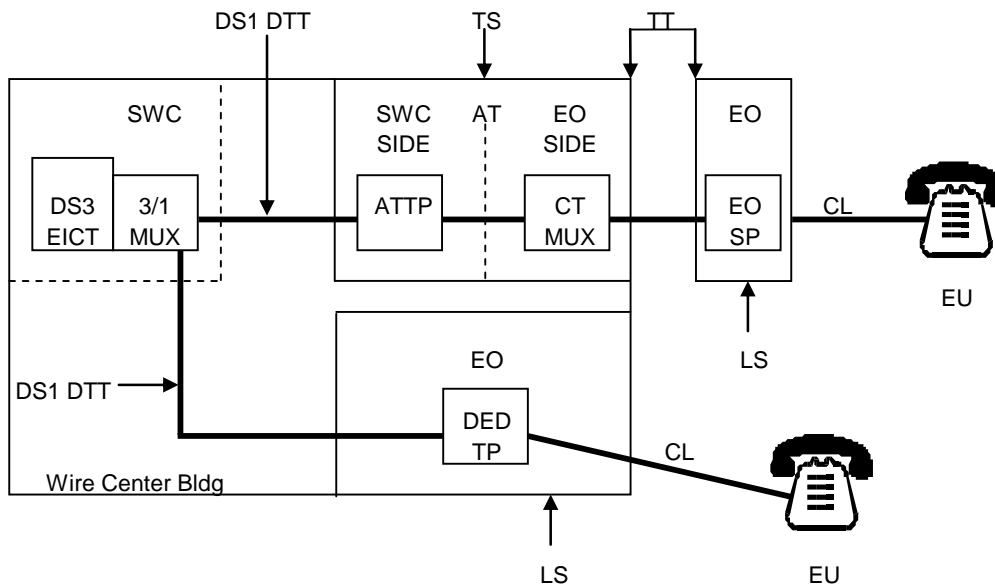 DS1 DTT
TS
TT
SWC
SWC
SIDE
AT
EO
SIDE
EO
DS3
EICT
3/1
MUX
ATTP
CT
MUX
EO
SP
CL
EU
LS
EO
DS1 DTT
DED
TP
CL
Wire Center Bldg
LS
EU